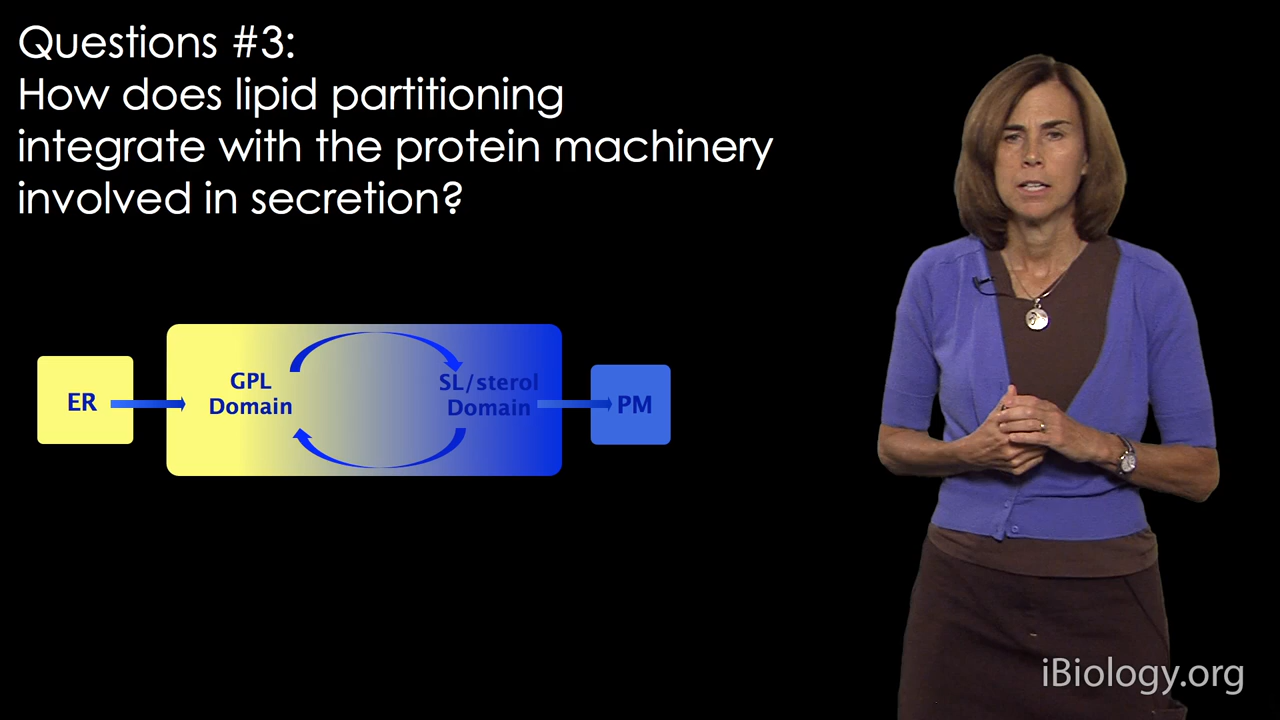 Questions #3:
How does lipid partitioning
integrate with the protein machinery
involved in secretion?
ER
GPL
Domain
SL/sterol
Domain
PM
iBiology.org